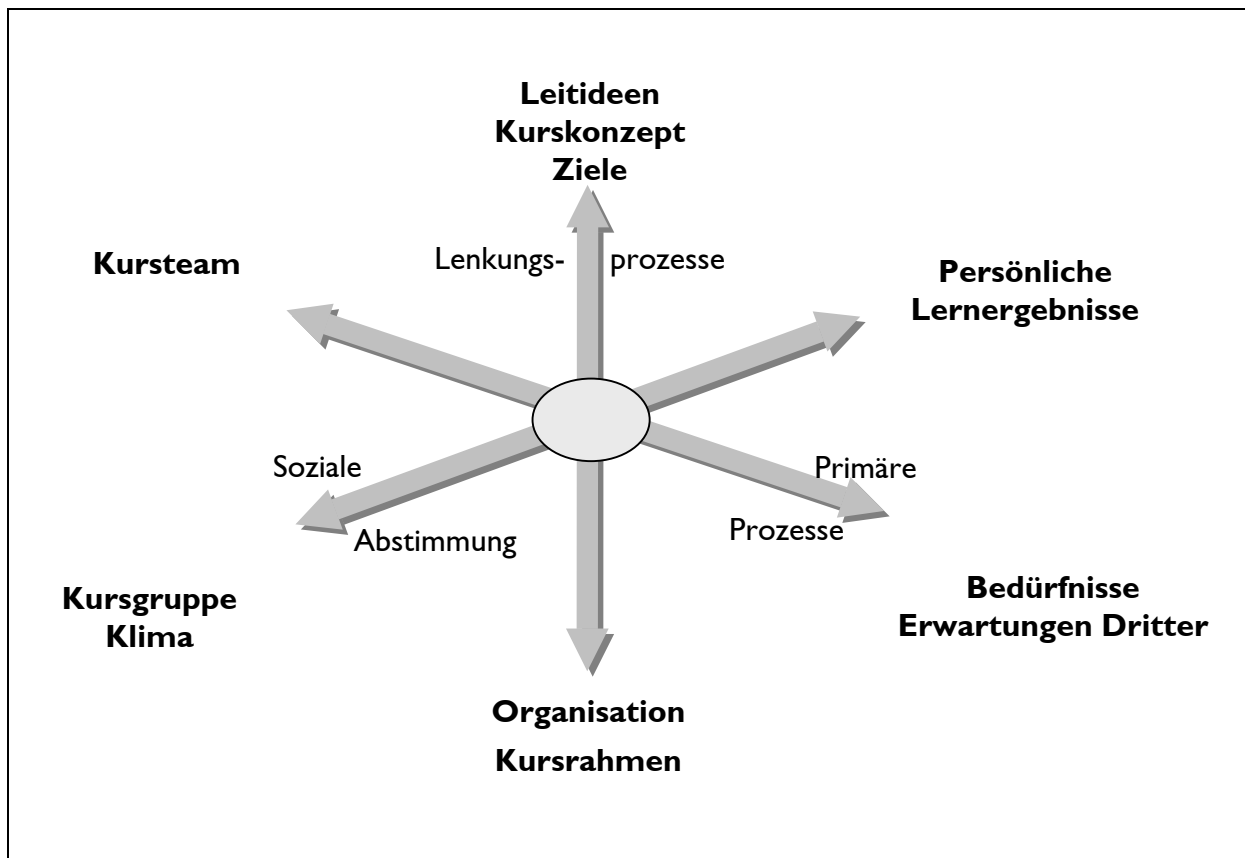 Leitideen
Kurskonzept
Ziele
Kursteam
Lenkungs- prozesse
Persönliche
Lernergebnisse
Soziale
Abstimmung
Primäre
Prozesse
Kursgruppe
Klima
Bedürfnisse
Erwartungen Dritter
Organisation
Kursrahmen